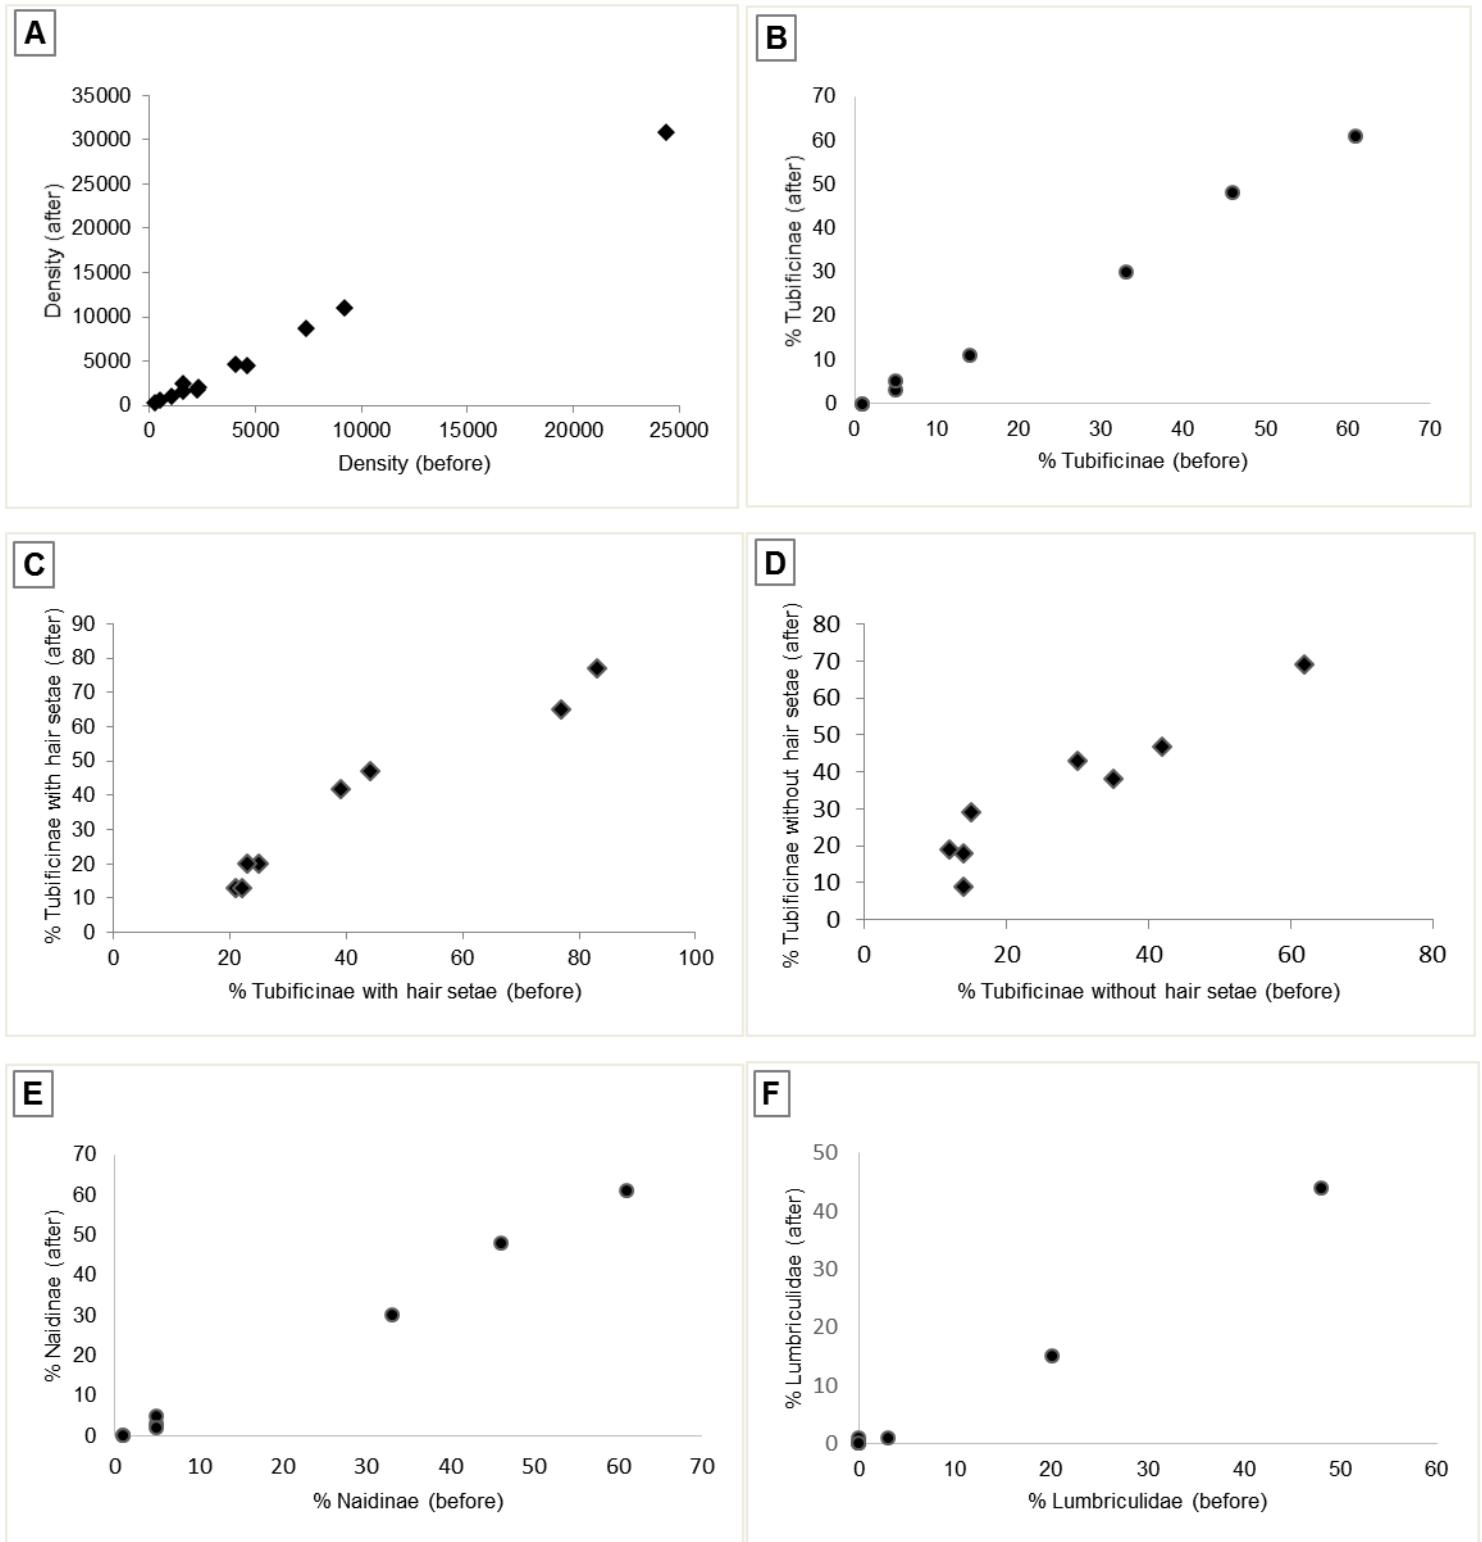 A
35000
30000
25000
20000
15000
10000
5000
0
Density (after)
0 5000 10000 15000 20000 25000
Density (before)
B
70
60
50
40
30
20
10
0
% Tubificinae (after)
0 10 20 30 40 50 60 70
% Tubificinae (before)
C
90
80
70
60
50
40
30
20
10
0
% Tubificinae with hair setae (after)
0 20 40 60 80 100
% Tubificinae with hair setae (before)
D
80
70
60
50
40
30
20
10
0
% Tubificinae without hair setae (after)
0 20 40 60 80
% Tubificinae without hair setae (before)
E
70
60
50
40
30
20
10
0
% Naidinae (after)
0 10 20 30 40 50 60 70
% Naidinae (before)
F
50
40
30
20
10
0
% Lumbriculidae (after)
0 10 20 30 40 50 60
% Lumbriculidae (before)